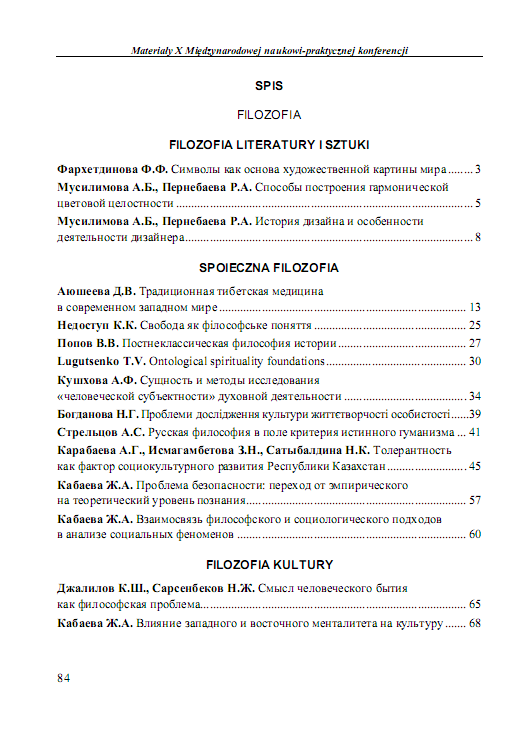 Materialy X Międzynarodowej naukowi-praktycznej konferencji
SPIS
FILOZOFIA
FILOZOFIA LITERATURY I SZTUKI
Фархетдинова Ф.Ф. Символы как основа художественной картины мира ....... 3
Мусилимова А.Б., Пернебаева Р.А. Способы построения гармонической
цветовой целостности ........................................................................................ 5
Мусилимова А.Б., Пернебаева Р.А. История дизайна и особенности
деятельности дизайнера...................................................................................... 8
SPOIECZNA FILOZOFIA
Аюшеева Д.В. Традиционная тибетская медицина
в современном западном мире .......................................................................... 13
Недоступ К.К. Свобода як філософське поняття ............................................. 25
Попов В.В. Постнеклассическая философия истории ...................................... 27
Lugutsenko T.V. Ontological spirituality foundations ......................................... 30
Кушхова А.Ф. Сущность и методы исследования
«человеческой субъектности» духовной деятельности ..................................... 34
Богданова Н.Г. Проблеми дослідження культури життєтворчості особистості......39
Стрельцов А.С. Русская философия в поле критерия истинного гуманизма ... 41
Карабаева А.Г., Исмагамбетова З.Н., Сатыбалдина Н.К. Толерантность
как фактор социокультурного развития Республики Казахстан ....................... 45
Кабаева Ж.А. Проблема безопасности: переход от эмпирического
на теоретический уровень познания.................................................................. 57
Кабаева Ж.А. Взаимосвязь философского и социологического подходов
в анализе социальных феноменов ..................................................................... 60
FILOZOFIA KULTURY
Джалилов К.Ш., Сарсенбеков Н.Ж. Смысл человеческого бытия
как философская проблема................................................................................ 65
Кабаева Ж.А. Влияние западного и восточного менталитета на культуру ....... 68
84